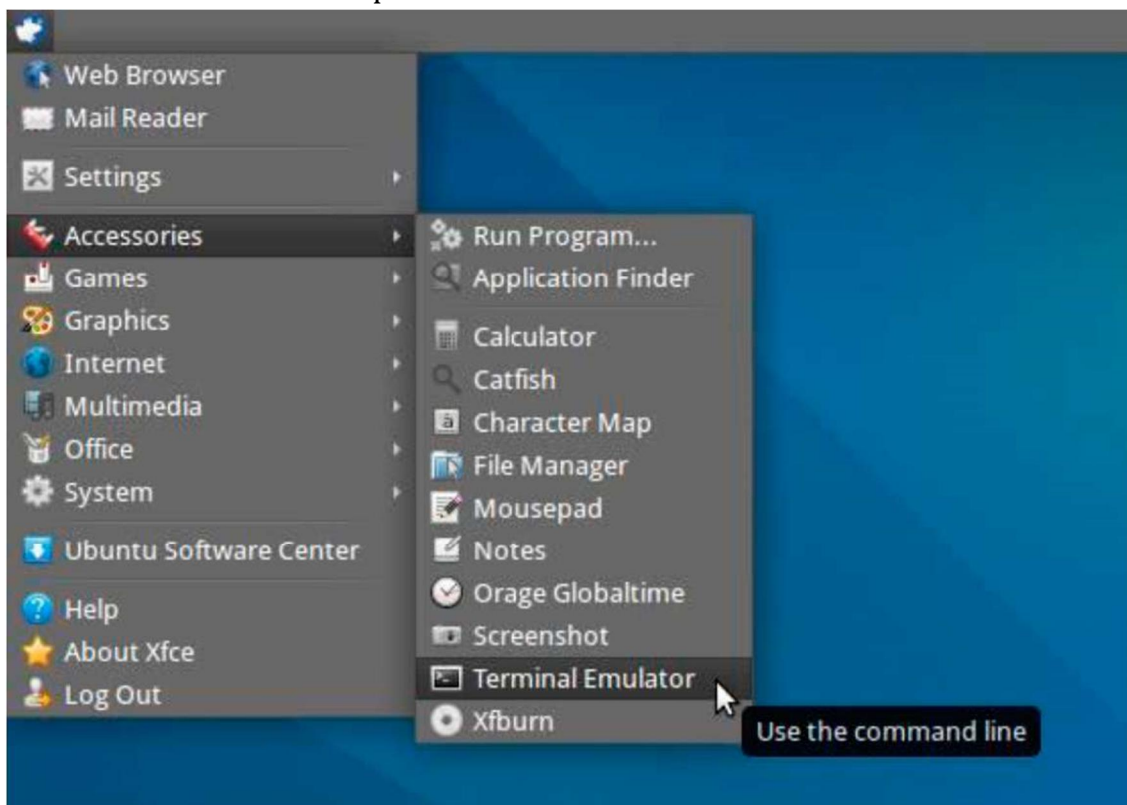 Web Browser
Mail Reader
Settings
Accessories
Games
Graphics
Internet
Multimedia
Office
System
Ubuntu Software Center
Help
About Xfce
Log Out
Run Program...
Application Finder
Calculator
Catfish
Character Map
File Manager
Mousepad
Notes
Orage Globaltime
Screenshot
Terminal Emulator
Xfburn
Use the command line